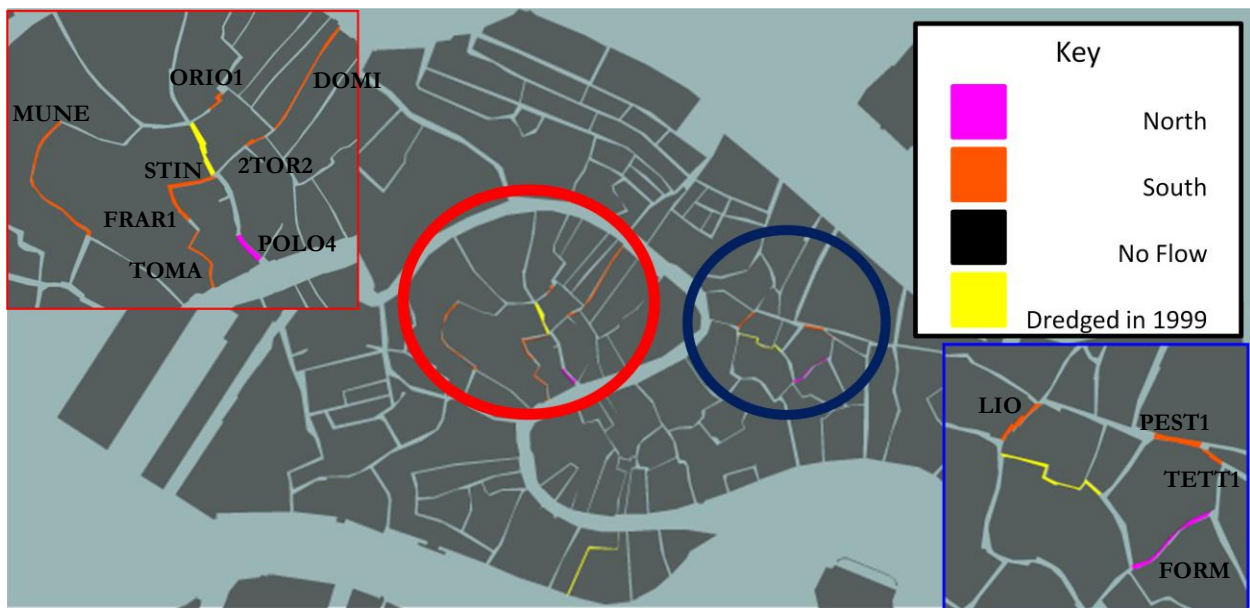 ORIO1
DOMI
MUNE
STIN
2TOR2
FRAR1
POLO4
TOMA
Key
North
South
No Flow
Dredged in 1999
LIO
PEST1
TETT1
FORM